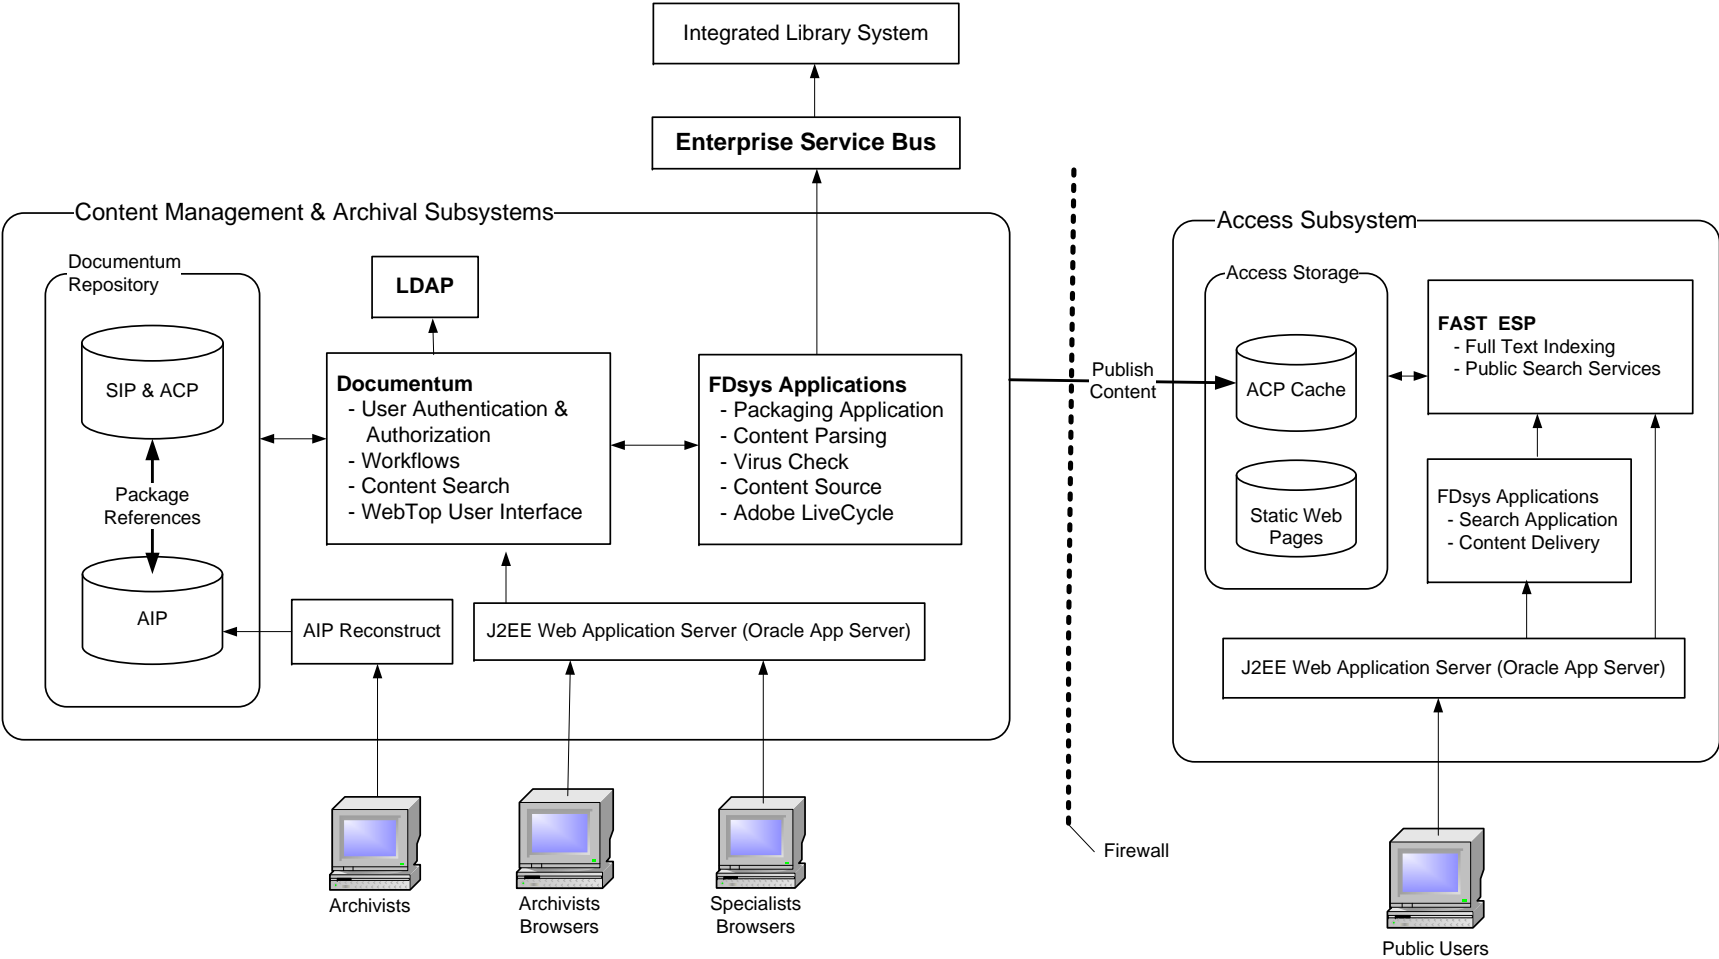 Integrated Library System
Enterprise Service Bus
Content Management & Archival Subsystems
Documentum
Repository
SIP & ACP
Package
References
AIP
LDAP
Documentum
- User Authentication &
Authorization
- Workflows
- Content Search
- WebTop User Interface
FDsys Applications
- Packaging Application
- Content Parsing
- Virus Check
- Content Source
- Adobe LiveCycle
AIP Reconstruct
J2EE Web Application Server (Oracle App Server)
Archivists
Archivists
Browsers
Specialists
Browsers
Publish
Content
Firewall
Access Subsystem
Access Storage
ACP Cache
Static Web
Pages
FAST ESP
- Full Text Indexing
- Public Search Services
FDsys Applications
- Search Application
- Content Delivery
J2EE Web Application Server (Oracle App Server)
Public Users